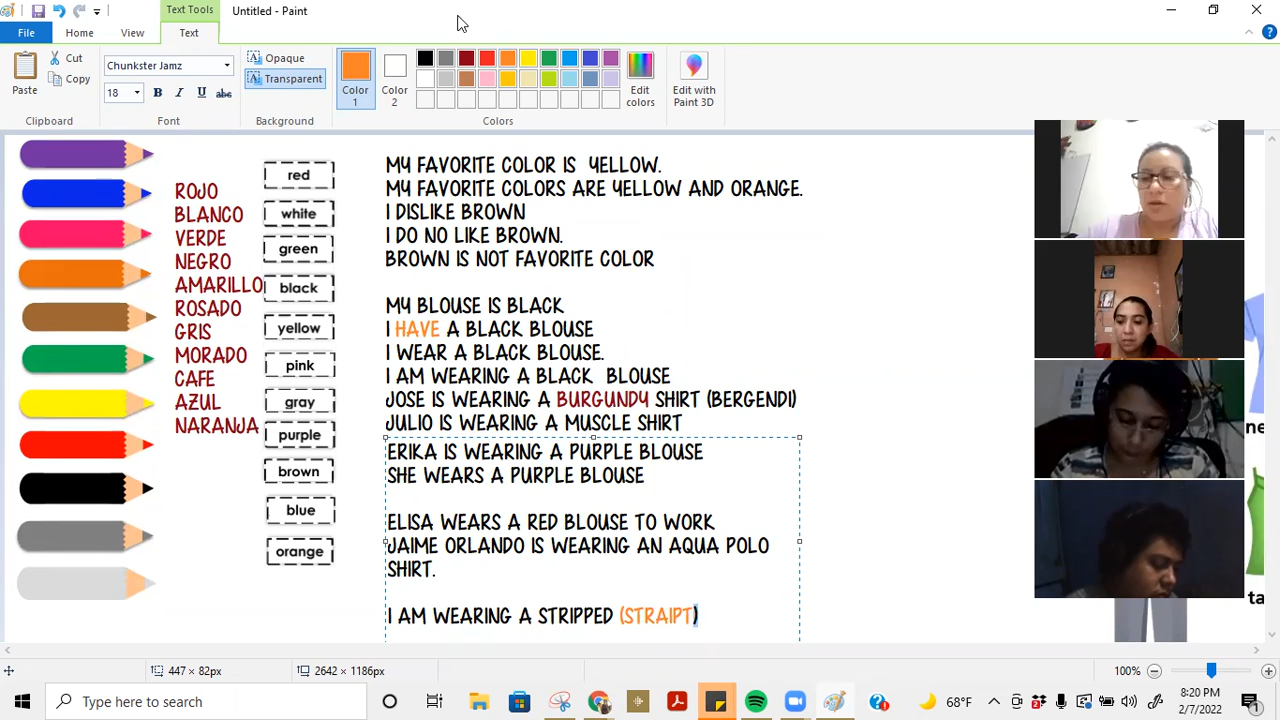 Text Tools
Untitled - Paint
File
Home
View
Text
Paste
Cut
Copy
Clipboard
Chunkster Jamz
18
B I U abc
Font
Opaque
Transparent
Background
Color 1
Color 2
Edit colors
Edit with Paint 3D
Colors
ROJO
BLANCO
VERDE
NEGRO
AMARILLO
ROSADO
GRIS
MORADO
CAFE
AZUL
NARANJA
red
white
green
black
yellow
pink
gray
purple
brown
blue
orange
MY FAVORITE COLOR IS YELLOW.
MY FAVORITE COLORS ARE YELLOW AND ORANGE.
I DISLIKE BROWN
I DO NO LIKE BROWN.
BROWN IS NOT FAVORITE COLOR
MY BLOUSE IS BLACK
I HAVE A BLACK BLOUSE
I WEAR A BLACK BLOUSE.
I AM WEARING A BLACK BLOUSE
JOSE IS WEARING A BURGUNDY SHIRT (BERGENDI)
JULIO IS WEARING A MUSCLE SHIRT
ERIKA IS WEARING A PURPLE BLOUSE
SHE WEARS A PURPLE BLOUSE
ELISA WEARS A RED BLOUSE TO WORK
JAIME ORLANDO IS WEARING AN AQUA POLO
SHIRT.
I AM WEARING A STRIPPED (STRAIPT)
ne
ta
447 × 82px
2642 × 1186px
100%
Type here to search
68°F
8:20 PM
2/7/2022